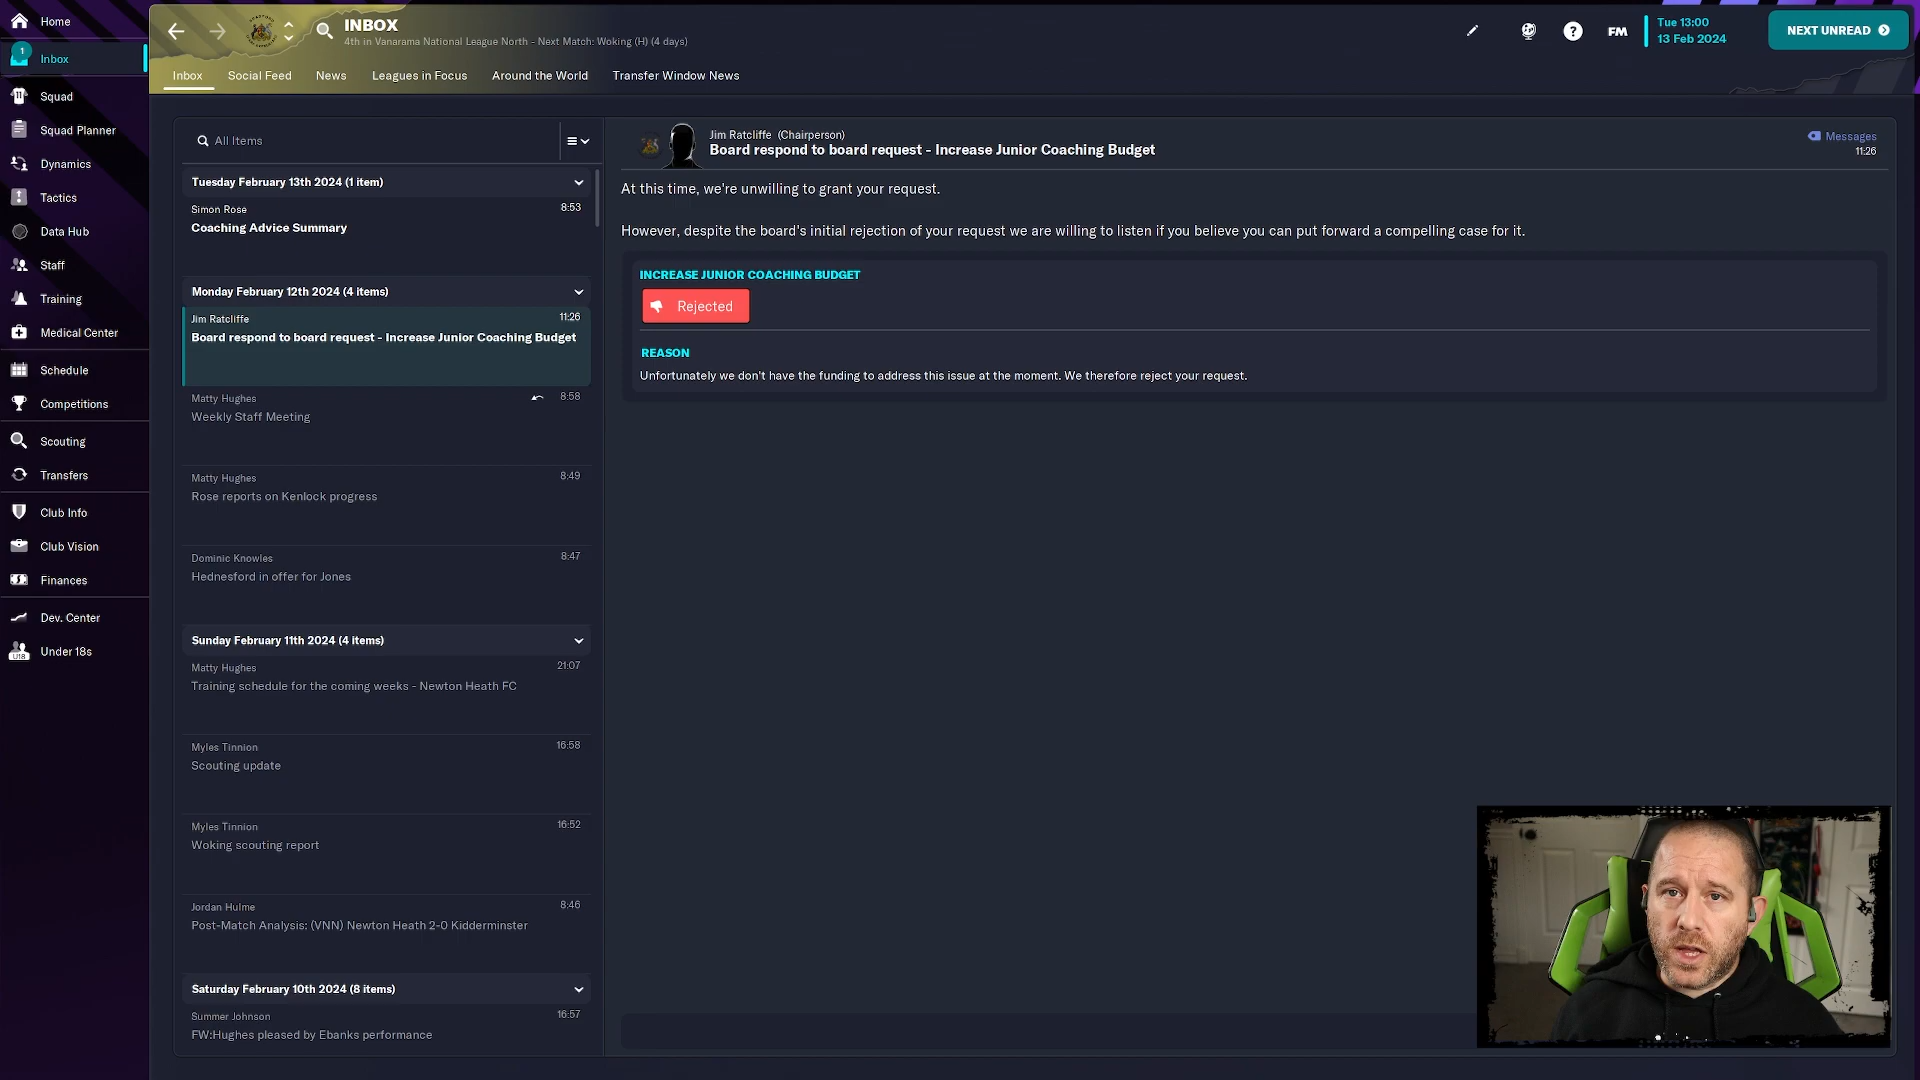 Home
1
Inbox
Squad
Squad Planner
Dynamics
Tactics
Data Hub
Staff
Training
Medical Center
Schedule
Competitions
Scouting
Transfers
Club Info
Club Vision
Finances
Dev. Center
U18
Under 18s
INBOX
4th in Vanarama National League North - Next Match: Woking (H) (4 days)
FM
Tue 13:00
13 Feb 2024
NEXT UNREAD
Inbox
Social Feed
News
Leagues in Focus
Around the World
Transfer Window News
All Items
Tuesday February 13th 2024 (1 item)
Simon Rose
8:53
Coaching Advice Summary
Monday February 12th 2024 (4 items)
Jim Ratcliffe
11:26
Board respond to board request - Increase Junior Coaching Budget
Matty Hughes
8:58
Weekly Staff Meeting
Matty Hughes
8:49
Rose reports on Kenlock progress
Dominic Knowles
8:47
Hednesford in offer for Jones
Sunday February 11th 2024 (4 items)
Matty Hughes
21:07
Training schedule for the coming weeks - Newton Heath FC
Myles Tinnion
16:58
Scouting update
Myles Tinnion
16:52
Woking scouting report
Jordan Hulme
8:46
Post-Match Analysis: (VNN) Newton Heath 2-0 Kidderminster
Saturday February 10th 2024 (8 items)
Summer Johnson
16:57
FW:Hughes pleased by Ebanks performance
Jim Ratcliffe (Chairperson)
Board respond to board request - Increase Junior Coaching Budget
Messages
11:26
At this time, we're unwilling to grant your request.
However, despite the board's initial rejection of your request we are willing to listen if you believe you can put forward a compelling case for it.
INCREASE JUNIOR COACHING BUDGET
Rejected
REASON
Unfortunately we don't have the funding to address this issue at the moment. We therefore reject your request.